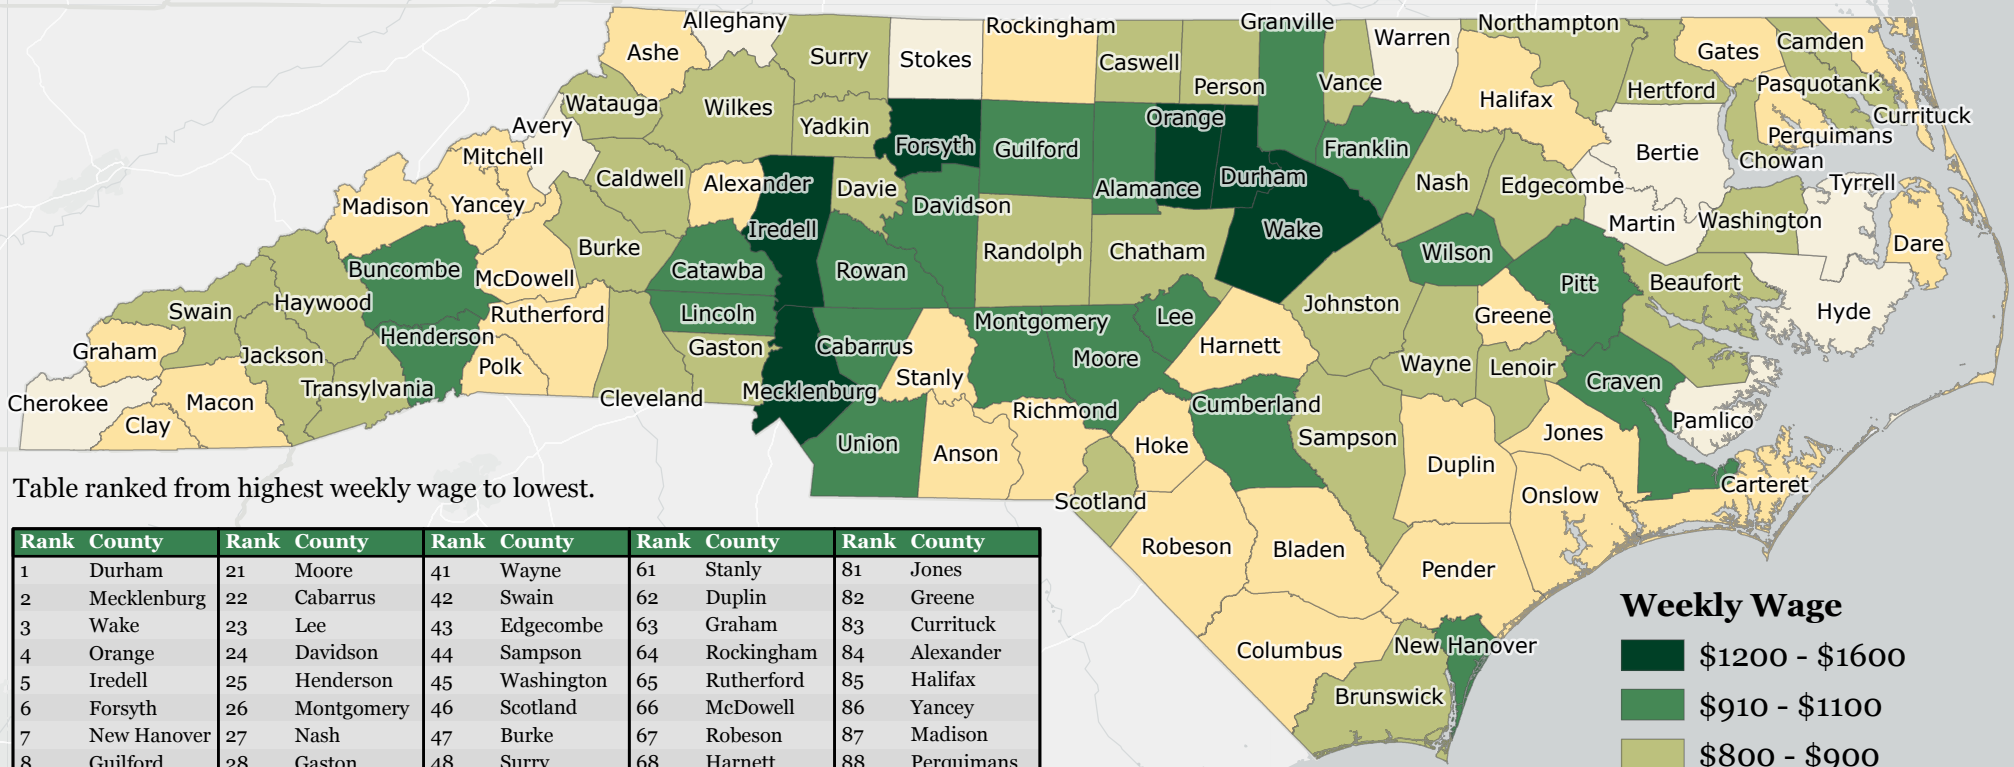 Alleghany
Granville
Northampton
Ashe
Rockingham
Warren
Camden
Surry
Stokes
Caswell
Gates
Person
Vance
Pasquotank
Watauga
Wilkes
Halifax
Hertford
Avery
Yadkin
Orange
Currituck
Mitchell
Forsyth
Guilford
Franklin
Perquimans
Bertie
Chowan
Caldwell
Alexander
Davie
Alamance
Durham
Nash
Edgecombe
Tyrrell
Madison
Yancey
Davidson
Martin
Washington
Iredell
Wake
Burke
Randolph
Chatham
Wilson
Dare
Buncombe
McDowell
Catawba
Rowan
Pitt
Beaufort
Swain
Haywood
Rutherford
Lincoln
Montgomery
Lee
Johnston
Greene
Hyde
Graham
Jackson
Henderson
Gaston
Cabarrus
Moore
Harnett
Wayne
Lenoir
Polk
Stanly
Craven
Cherokee
Macon
Transylvania
Cleveland
Mecklenburg
Richmond
Cumberland
Clay
Union
Anson
Hoke
Sampson
Jones
Pamlico
Duplin
Scotland
Onslow
Carteret
Robeson
Bladen
Pender
Columbus
New Hanover
Brunswick
Table ranked from highest weekly wage to lowest.
Rank County Rank County Rank County Rank County Rank County
1 Durham 21 Moore 41 Wayne 61 Stanly 81 Jones
2 Mecklenburg 22 Cabarrus 42 Swain 62 Duplin 82 Greene
3 Wake 23 Lee 43 Edgecombe 63 Graham 83 Currituck
4 Orange 24 Davidson 44 Sampson 64 Rockingham 84 Alexander
5 Iredell 25 Henderson 45 Washington 65 Rutherford 85 Halifax
6 Forsyth 26 Montgomery 46 Scotland 66 McDowell 86 Yancey
7 New Hanover 27 Nash 47 Burke 67 Robeson 87 Madison
8 Guilford 28 Gaston 48 Surry 68 Harnett 88 Perquimans
Weekly Wage
$1200 - $1600
$910 - $1100
$800 - $900